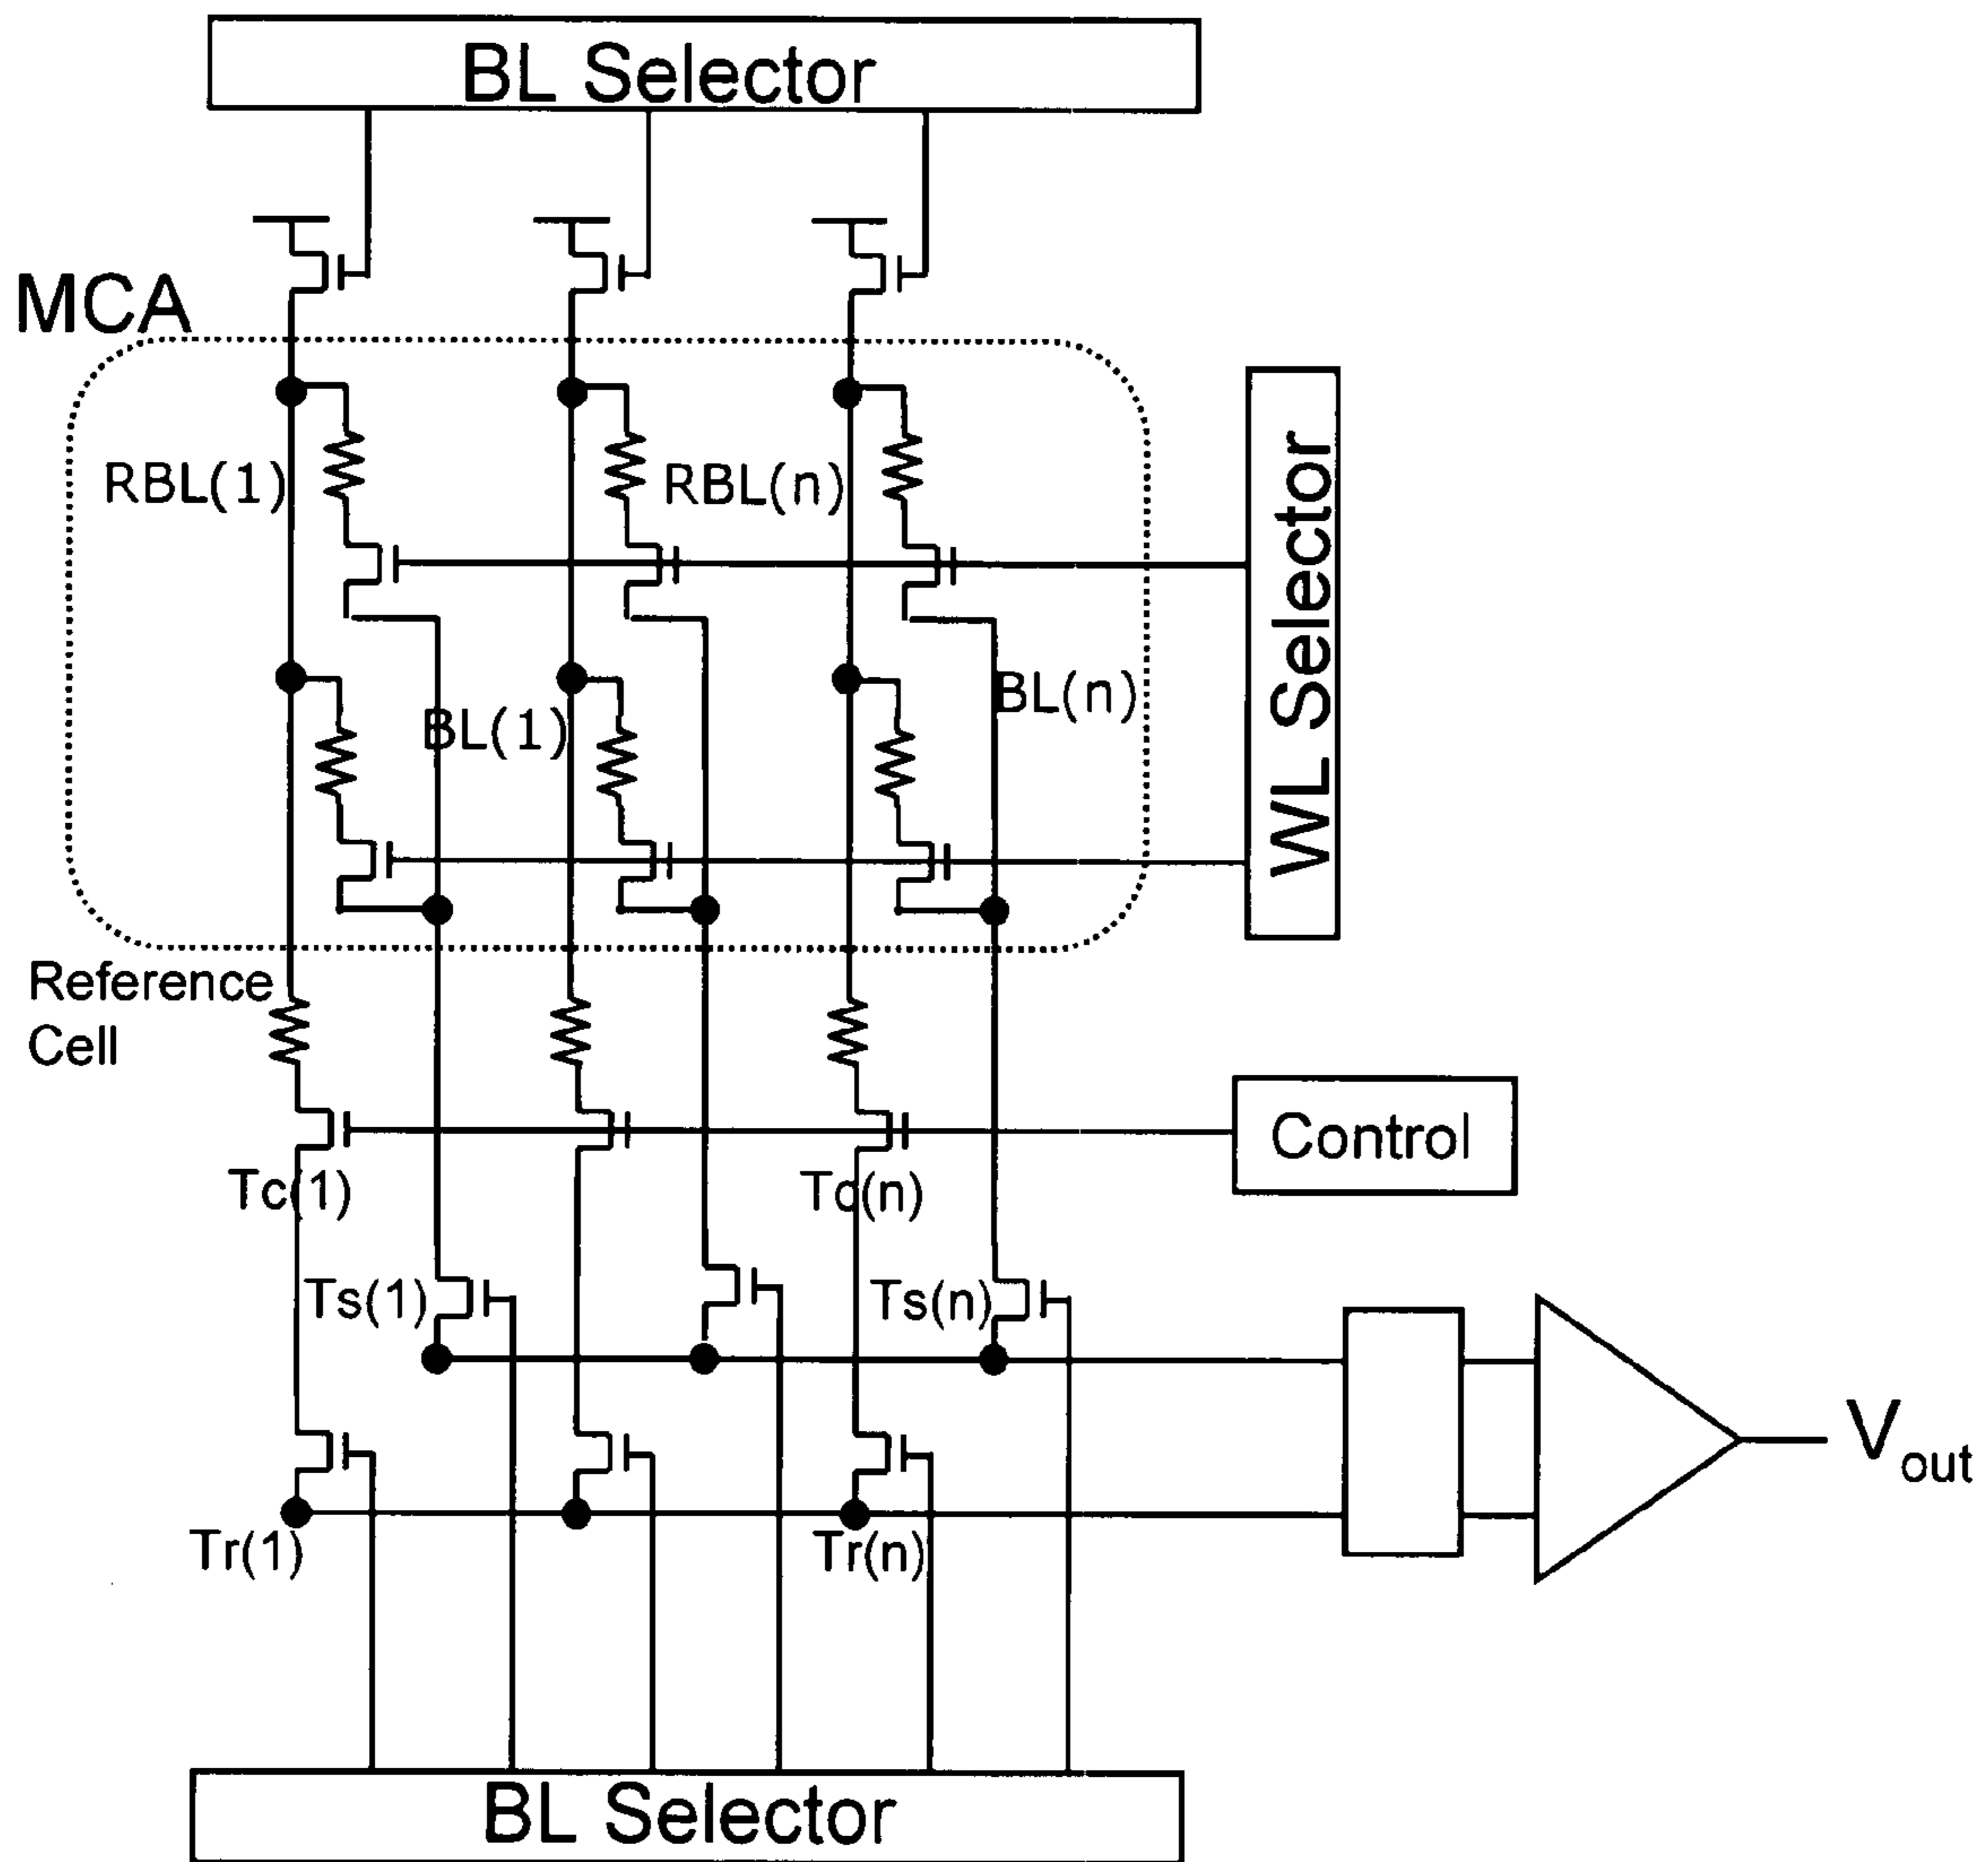 BL Selector
MCA
RBL(1)
RBL(n)
BL(1)
BL(n)
WL Selector
Reference
Cell
Control
Tc(1)
Tc(n)
Ts(1)
Ts(n)
Vout
Tr(1)
Tr(n)
BL Selector